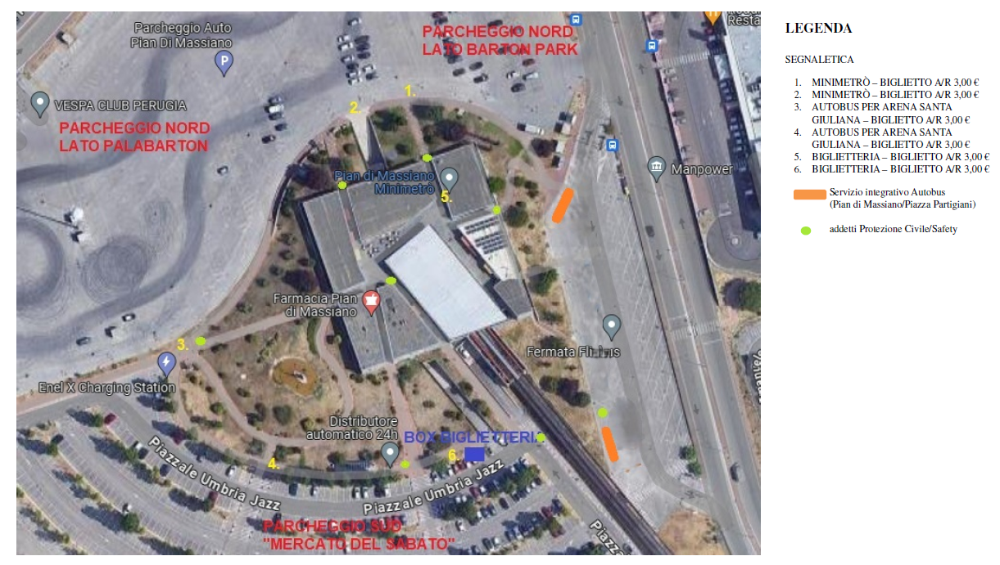 Parcheggio Auto
Pian Di Massiano
P
PARCHEGGIO NORD
LATO BARTON PARK
Resta
VESPA CLUB PERUGIA
PARCHEGGIO NORD
LATO PALABARTON
1.
2.
Pian di Massiano
Minimetrò
5.
Manpower
Farmacia Pian
di Massiano
3.
Enel X Charging Station
Fermata
Distributore
automatico 24h
BOX BIGLIETTERI
6.
4.
Piazzale Umbria Jazz
Piazzale Umbria Jazz
PARCHEGGIO SUD
"MERCATO DEL SABATO"
Piazz
LEGENDA
SEGNALETICA
1. MINIMETRÒ – BIGLIETTO A/R 3,00 €
2. MINIMETRÒ – BIGLIETTO A/R 3,00 €
3. AUTOBUS PER ARENA SANTA
GIULIANA – BIGLIETTO A/R 3,00 €
4. AUTOBUS PER ARENA SANTA
GIULIANA – BIGLIETTO A/R 3,00 €
5. BIGLIETTERIA – BIGLIETTO A/R 3,00 €
6. BIGLIETTERIA – BIGLIETTO A/R 3,00 €
Servizio integrativo Autobus
(Pian di Massiano/Piazza Partigiani)
addetti Protezione Civile/Safety